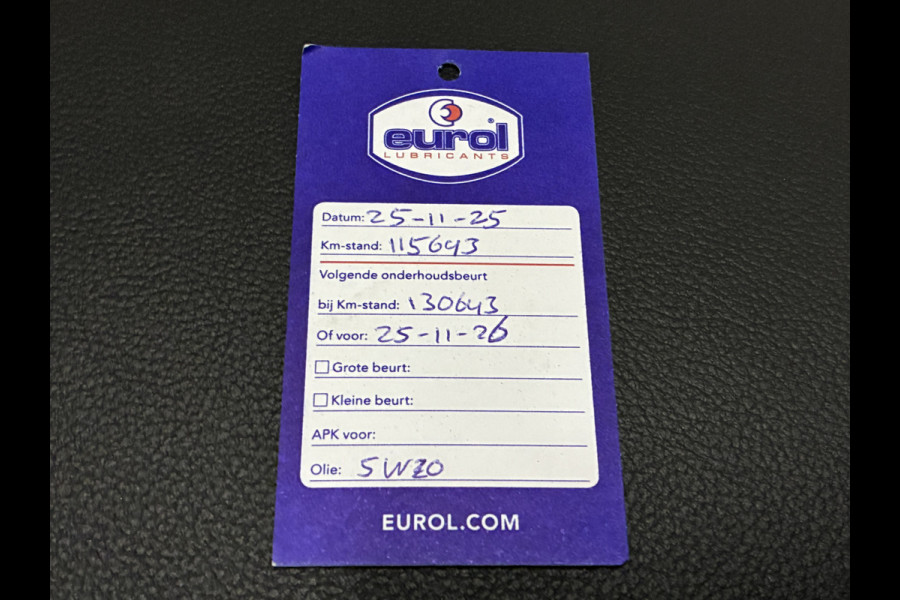 eurol®
LUBRICANTS
Datum: 25-11-25
Km-stand: 115643
Volgende onderhoudsbeurt
bij Km-stand: 130643
Of voor: 25-11-26
Grote beurt:
Kleine beurt:
APK voor:
Olie: 5W20
EUROL.COM